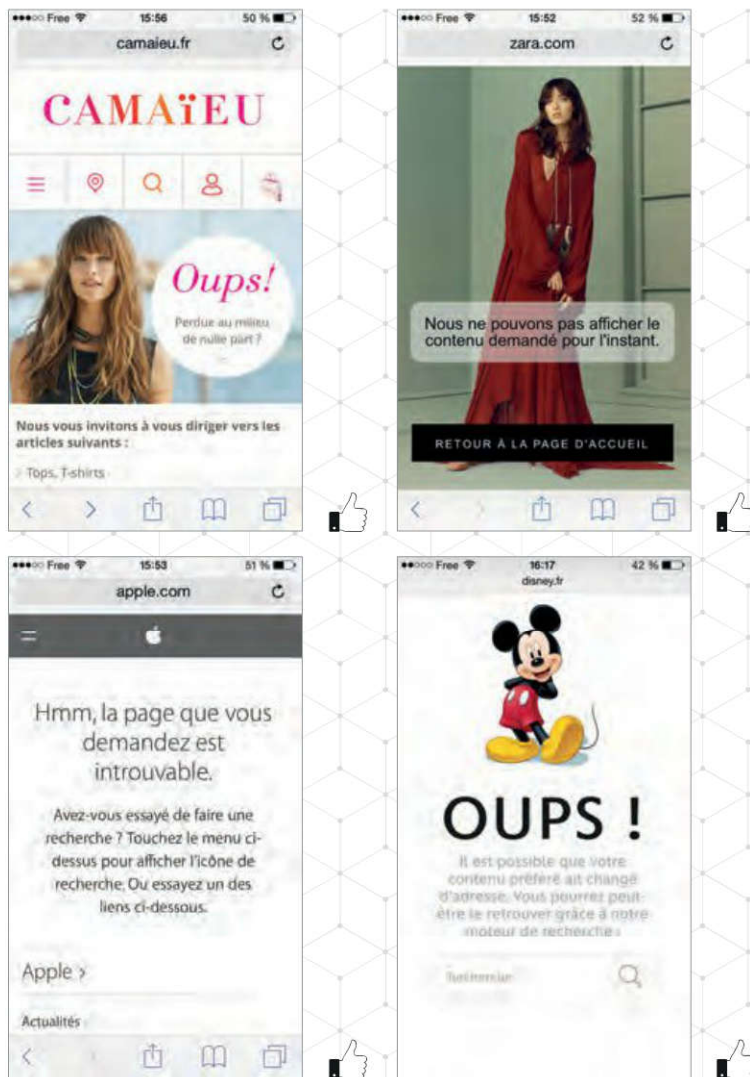 Free 15:56 50 %
camaieu.fr
CAMAïEU
Oups!
Perdue au milieu
de nulle part ?
Nous vous invitons à vous diriger vers les
articles suivants :
> Tops, T-shirts
Free 15:52 52 %
zara.com
Nous ne pouvons pas afficher le
contenu demandé pour l'instant.
RETOUR À LA PAGE D'ACCUEIL
Free 15:53 51 %
apple.com
Hmm, la page que vous
demandez est
introuvable.
Avez-vous essayé de faire une
recherche ? Touchez le menu ci-
dessus pour afficher l'icône de
recherche. Ou essayez un des
liens ci-dessous.
Apple >
Actualités
Free 16:17 42 %
disney.fr
OUPS !
Il est possible que votre
contenu préféré ait changé
d'adresse. Vous pourrez peut-
être le retrouver grâce à notre
moteur de recherche